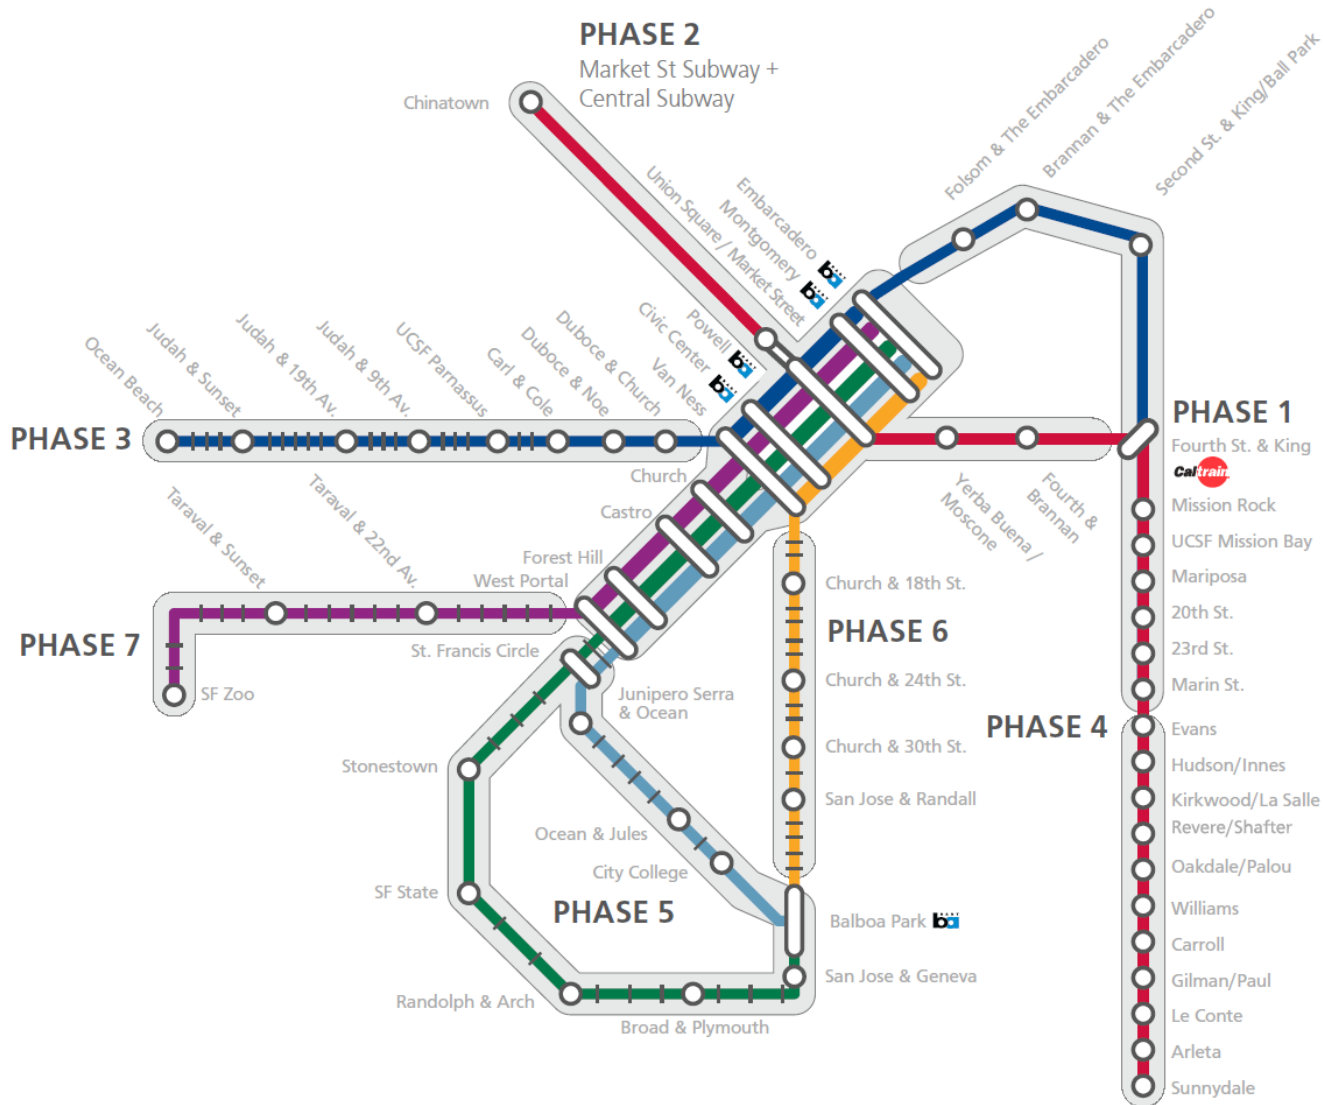 PHASE 2
Market St Subway +
Central Subway
Chinatown
Folsom & The Embarcadero
Brannan & The Embarcadero
Second St. & King/Ball Park
Embarcadero
Montgomery
Union Square / Market Street
Powell
Civic Center
Van Ness
Duboce & Church
Duboce & Noe
Carl & Cole
UCSF Parnassus
Judah & 9th Av.
Judah & 19th Av.
Judah & Sunset
Ocean Beach
PHASE 3
PHASE 1
Fourth St. & King
Caltrain
Yerba Buena /
Moscone
Fourth &
Brannan
Mission Rock
UCSF Mission Bay
Mariposa
20th St.
23rd St.
Marin St.
Church
Castro
Forest Hill
West Portal
St. Francis Circle
Taraval & Sunset
Taraval & 22nd Av.
PHASE 7
SF Zoo
Church & 18th St.
PHASE 6
Church & 24th St.
Church & 30th St.
San Jose & Randall
Junipero Serra
& Ocean
Stonestown
Ocean & Jules
City College
SF State
PHASE 5
Balboa Park
ba
San Jose & Geneva
Randolph & Arch
Broad & Plymouth
PHASE 4
Evans
Hudson/Innes
Kirkwood/La Salle
Revere/Shafter
Oakdale/Palou
Williams
Carroll
Gilman/Paul
Le Conte
Arleta
Sunnydale